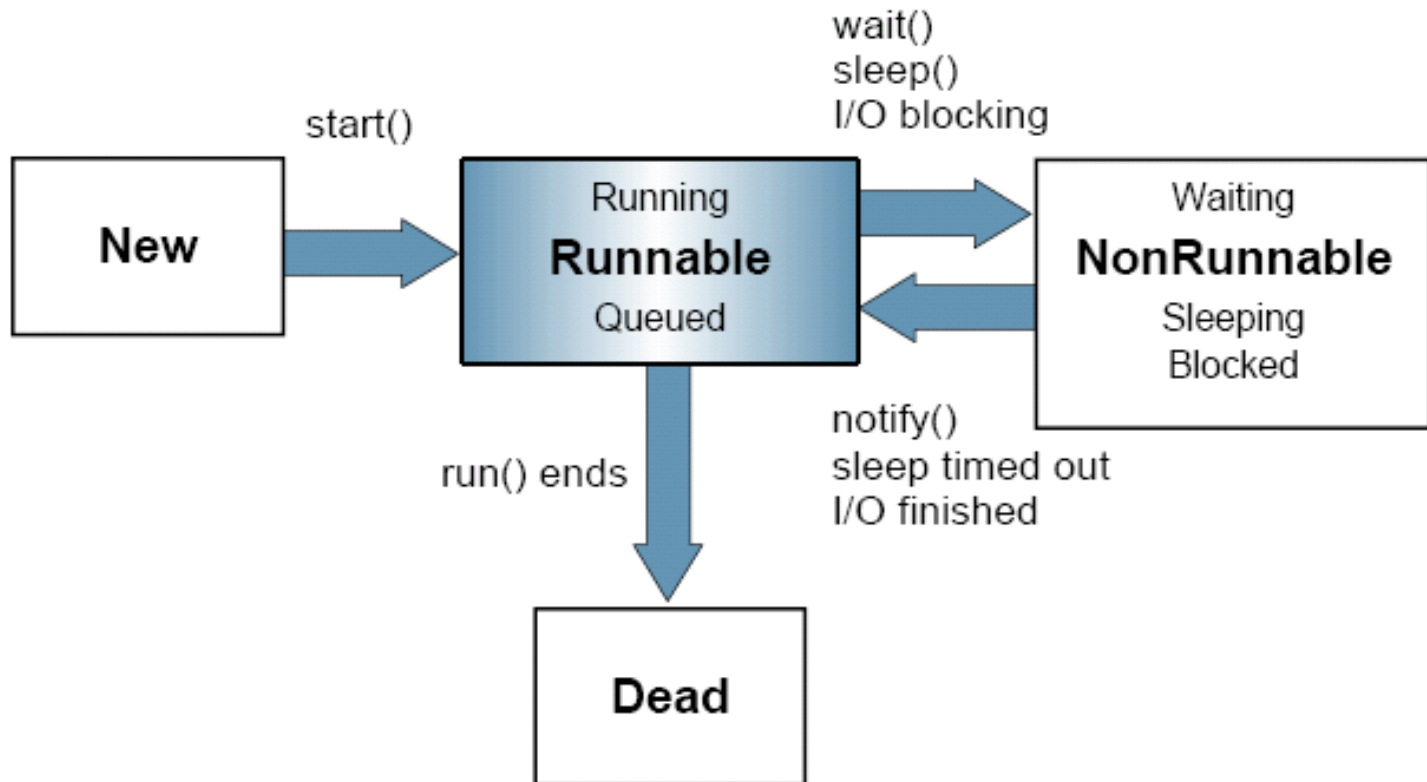 wait()
sleep()
I/O blocking
start()
New
Running
Runnable
Queued
Waiting
NonRunnable
Sleeping
Blocked
notify()
sleep timed out
I/O finished
run() ends
Dead